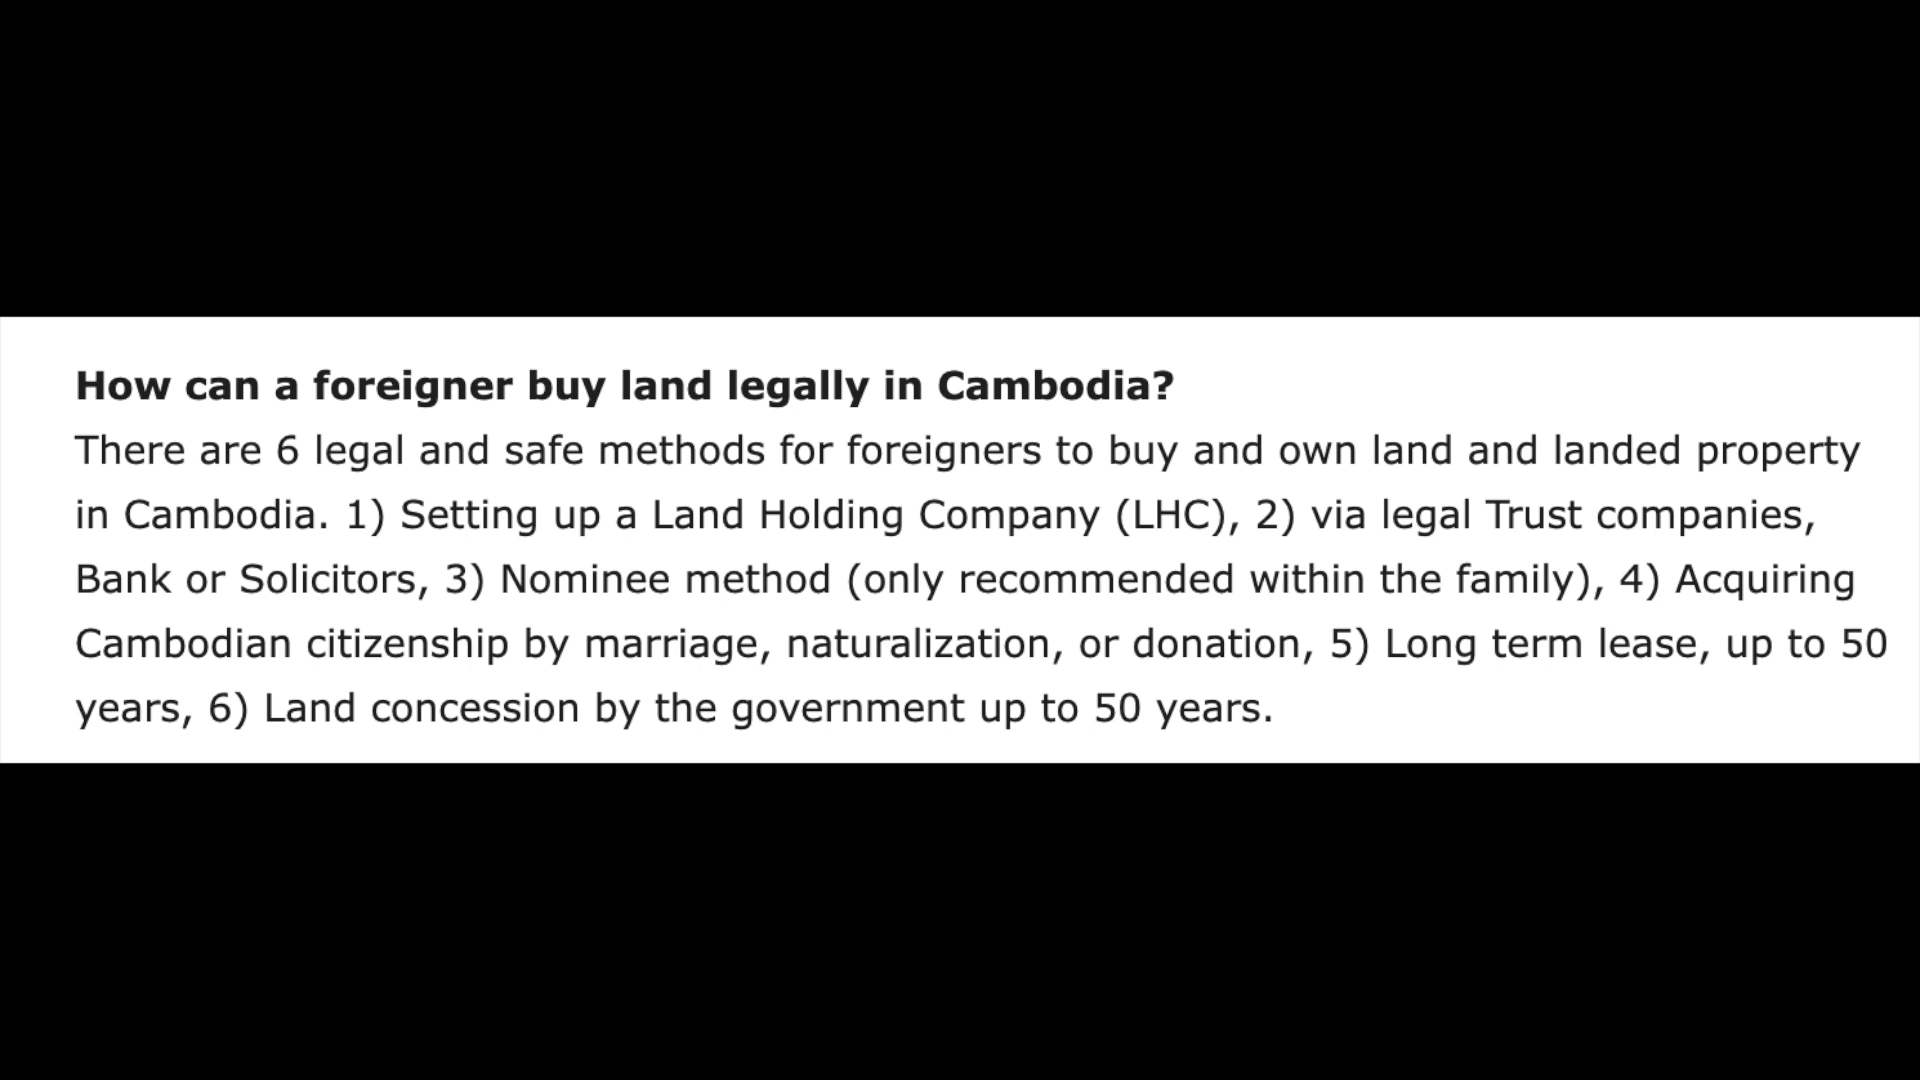 How can a foreigner buy land legally in Cambodia?
There are 6 legal and safe methods for foreigners to buy and own land and landed property
in Cambodia. 1) Setting up a Land Holding Company (LHC), 2) via legal Trust companies,
Bank or Solicitors, 3) Nominee method (only recommended within the family), 4) Acquiring
Cambodian citizenship by marriage, naturalization, or donation, 5) Long term lease, up to 50
years, 6) Land concession by the government up to 50 years.